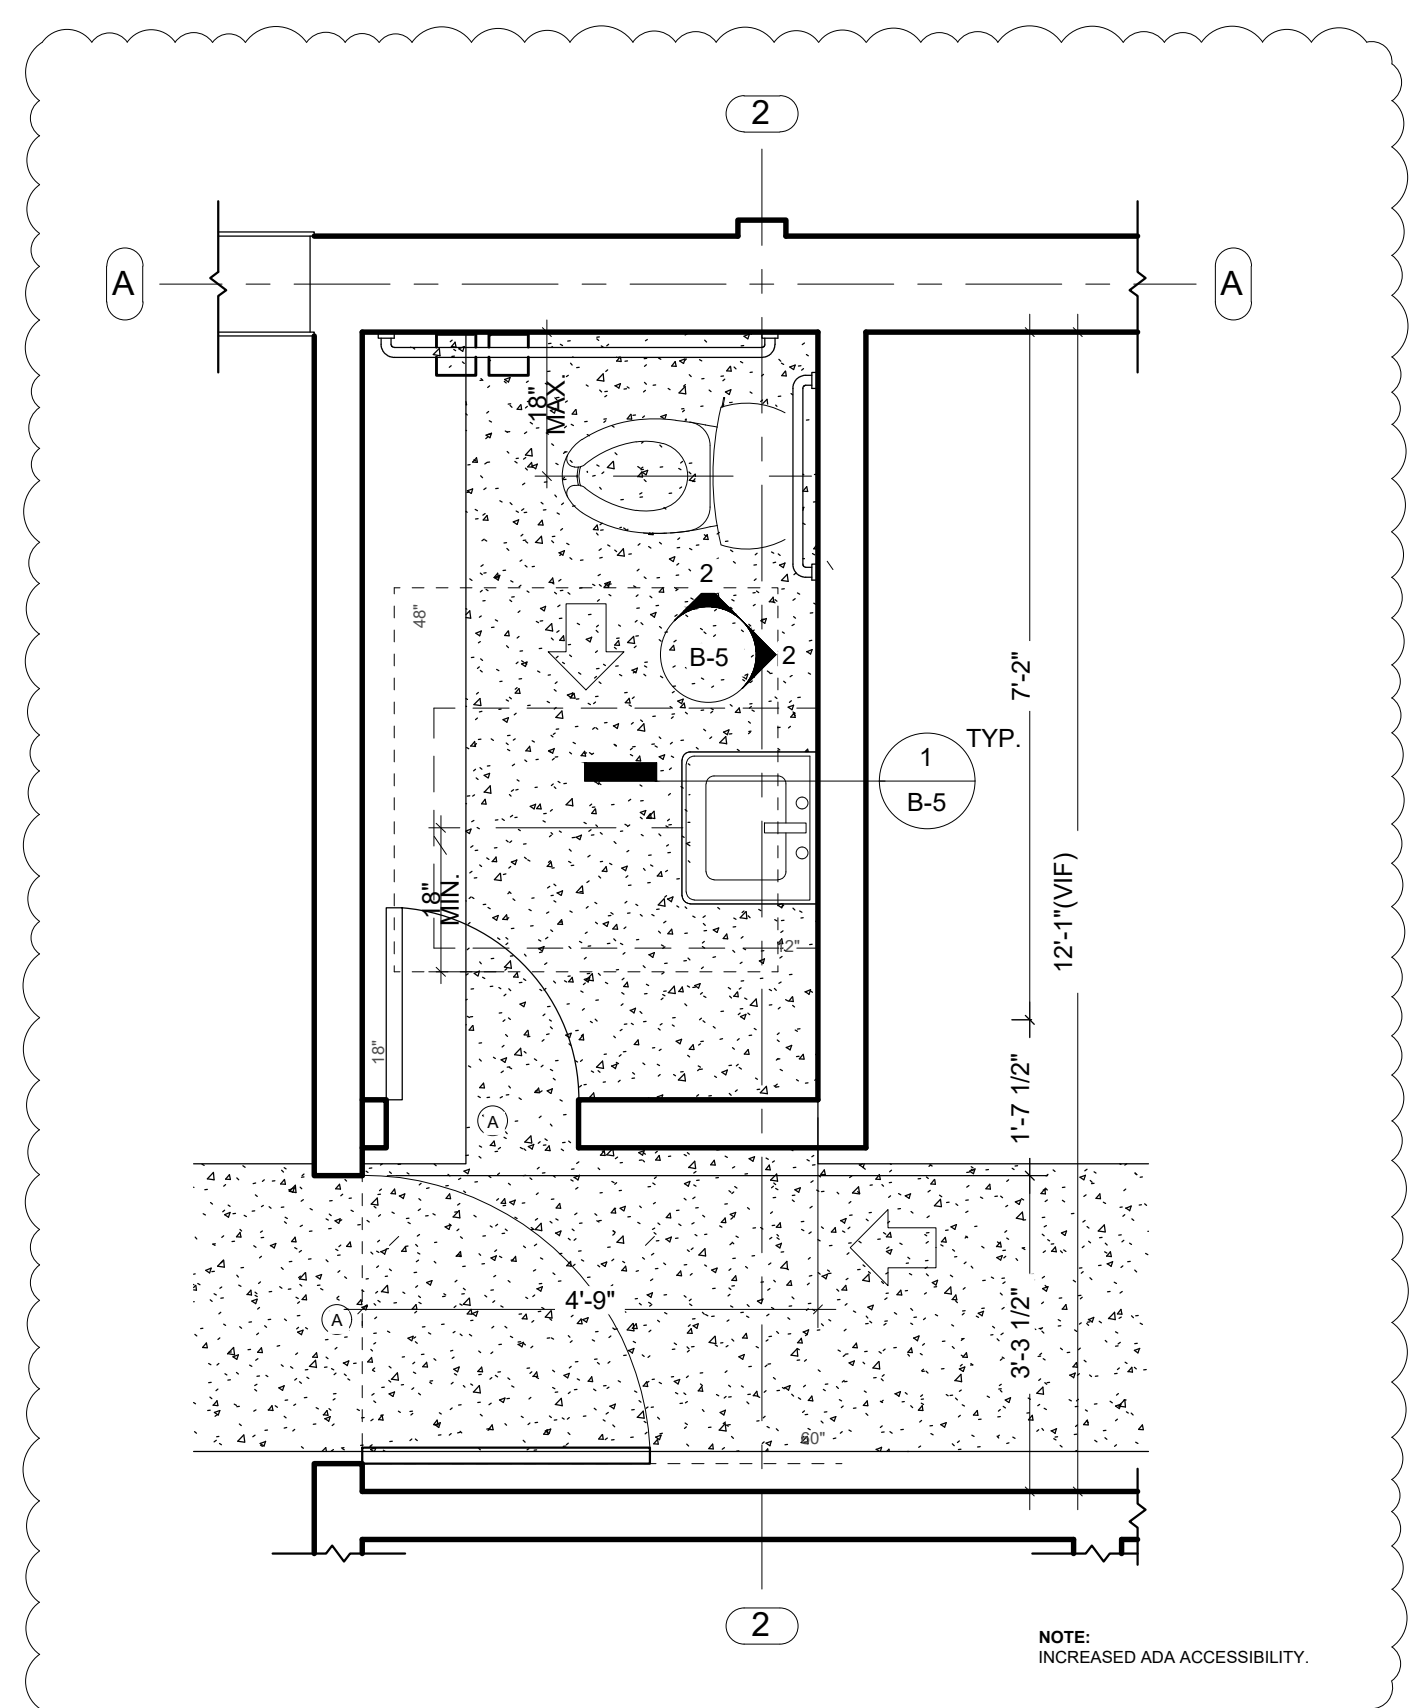 2
A
A
18"
MAX.
48"
2
B-5
2
7'-2"
TYP.
1
B-5
18"
MIN.
12'-1"(VIF)
42"
18"
1'-7 1/2"
A
4'-9"
A
3'-3 1/2"
60"
2
NOTE:
INCREASED ADA ACCESSIBILITY.